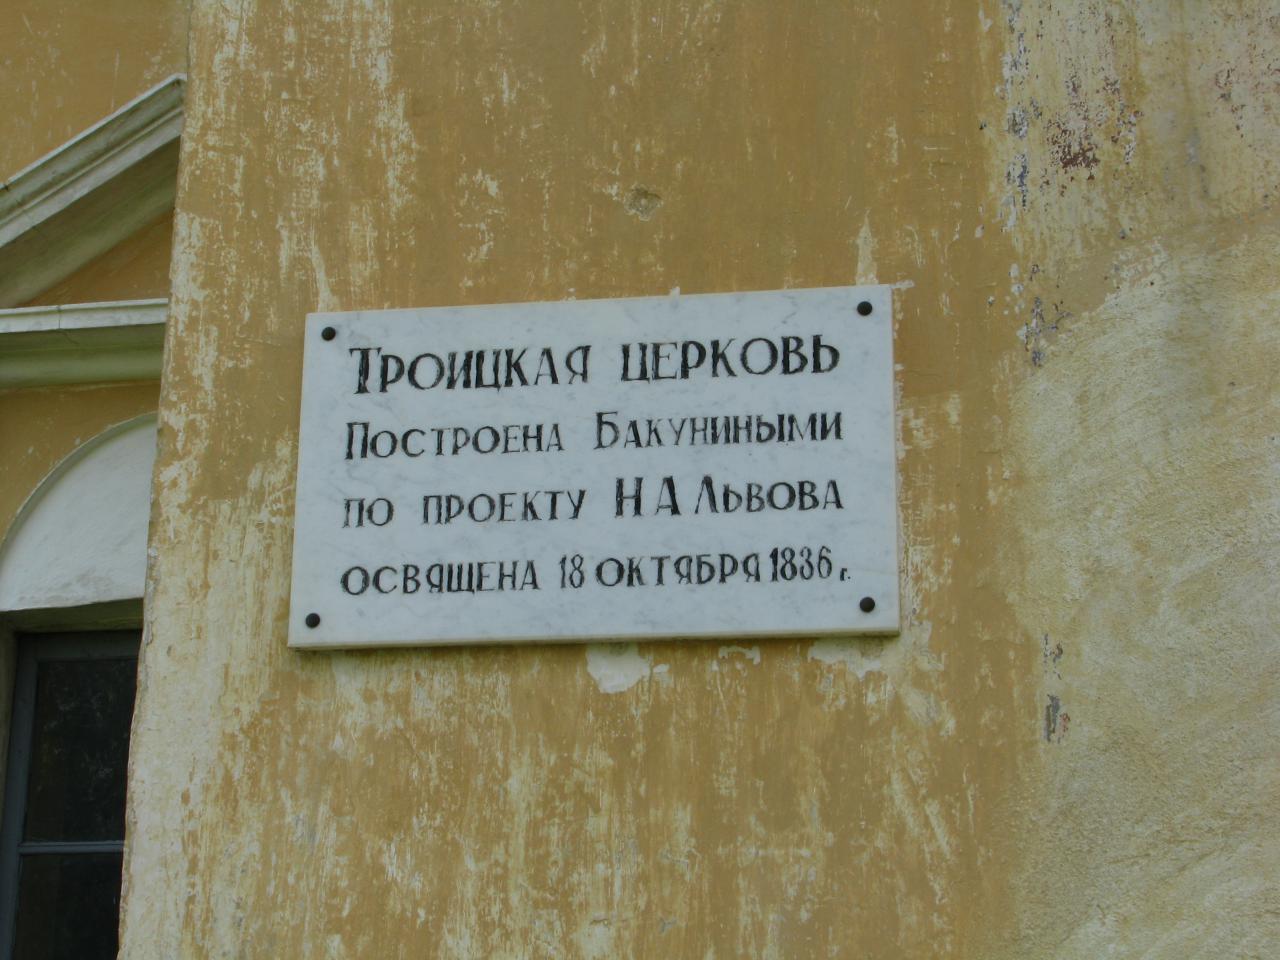 ТРОИЦКАЯ ЦЕРКОВЬ
ПОСТРОЕНА БАКУНИНЫМИ
ПО ПРОЕКТУ Н А ЛЬВОВА
ОСВЯЩЕНА 18 ОКТЯБРЯ 1836 г.